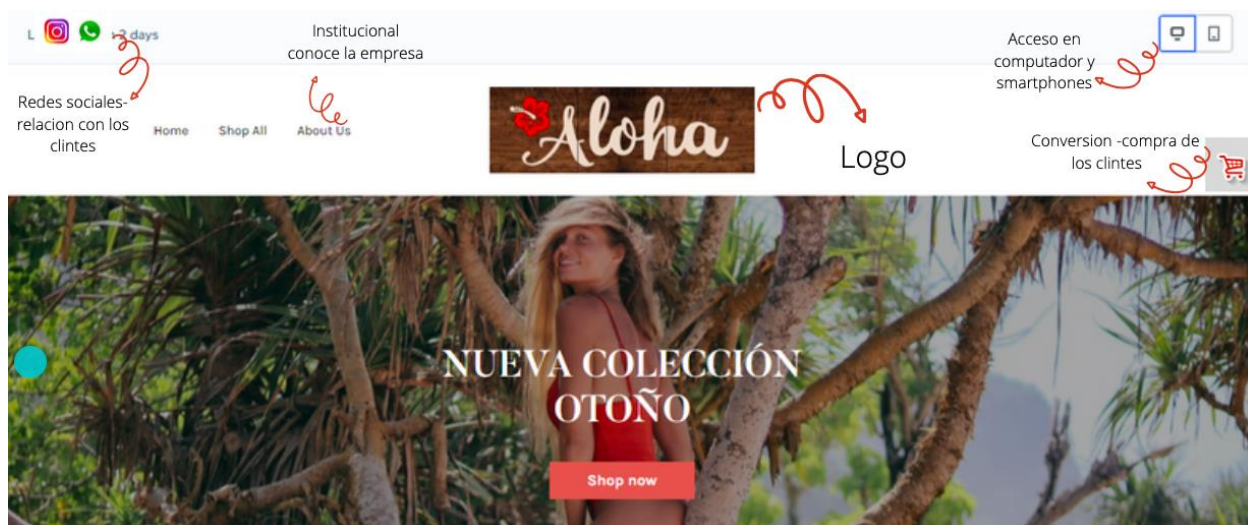 L 2 days
Institucional
conoce la empresa
Acceso en
computador y
smartphones
Redes sociales-
relacion con los
clintes
Home Shop All About Us
Aloha
Logo
Conversion -compra de
los clintes
NUEVA COLECCIÓN
OTOÑO
Shop now